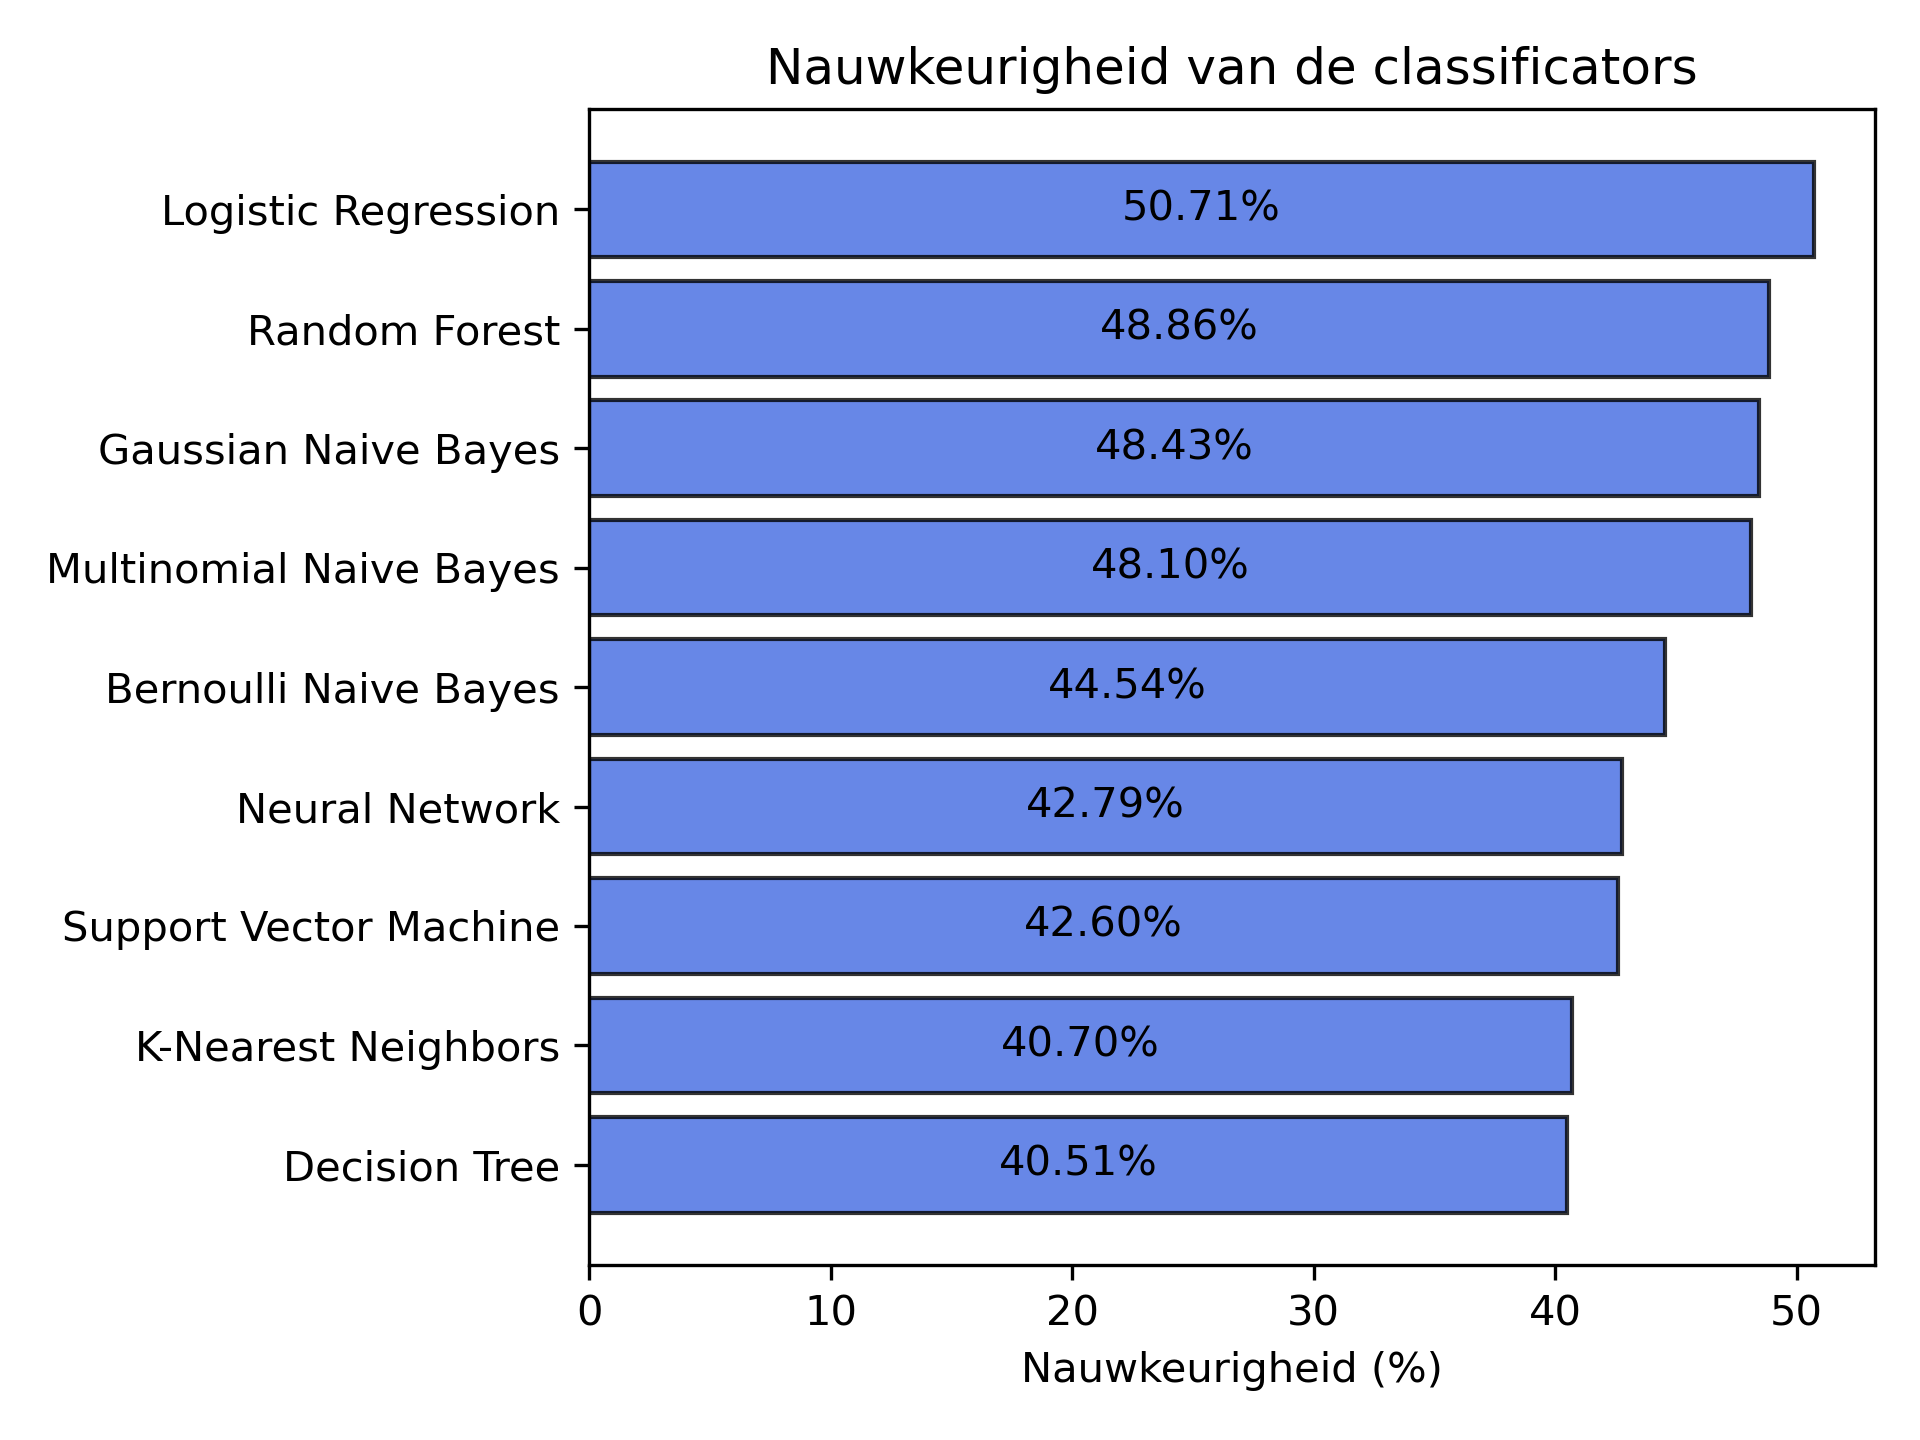 Nauwkeurigheid van de classificators
Logistic Regression
50.71%
Random Forest
48.86%
Gaussian Naive Bayes
48.43%
Multinomial Naive Bayes
48.10%
Bernoulli Naive Bayes
44.54%
Neural Network
42.79%
Support Vector Machine
42.60%
K-Nearest Neighbors
40.70%
Decision Tree
40.51%
0 10 20 30 40 50
Nauwkeurigheid (%)